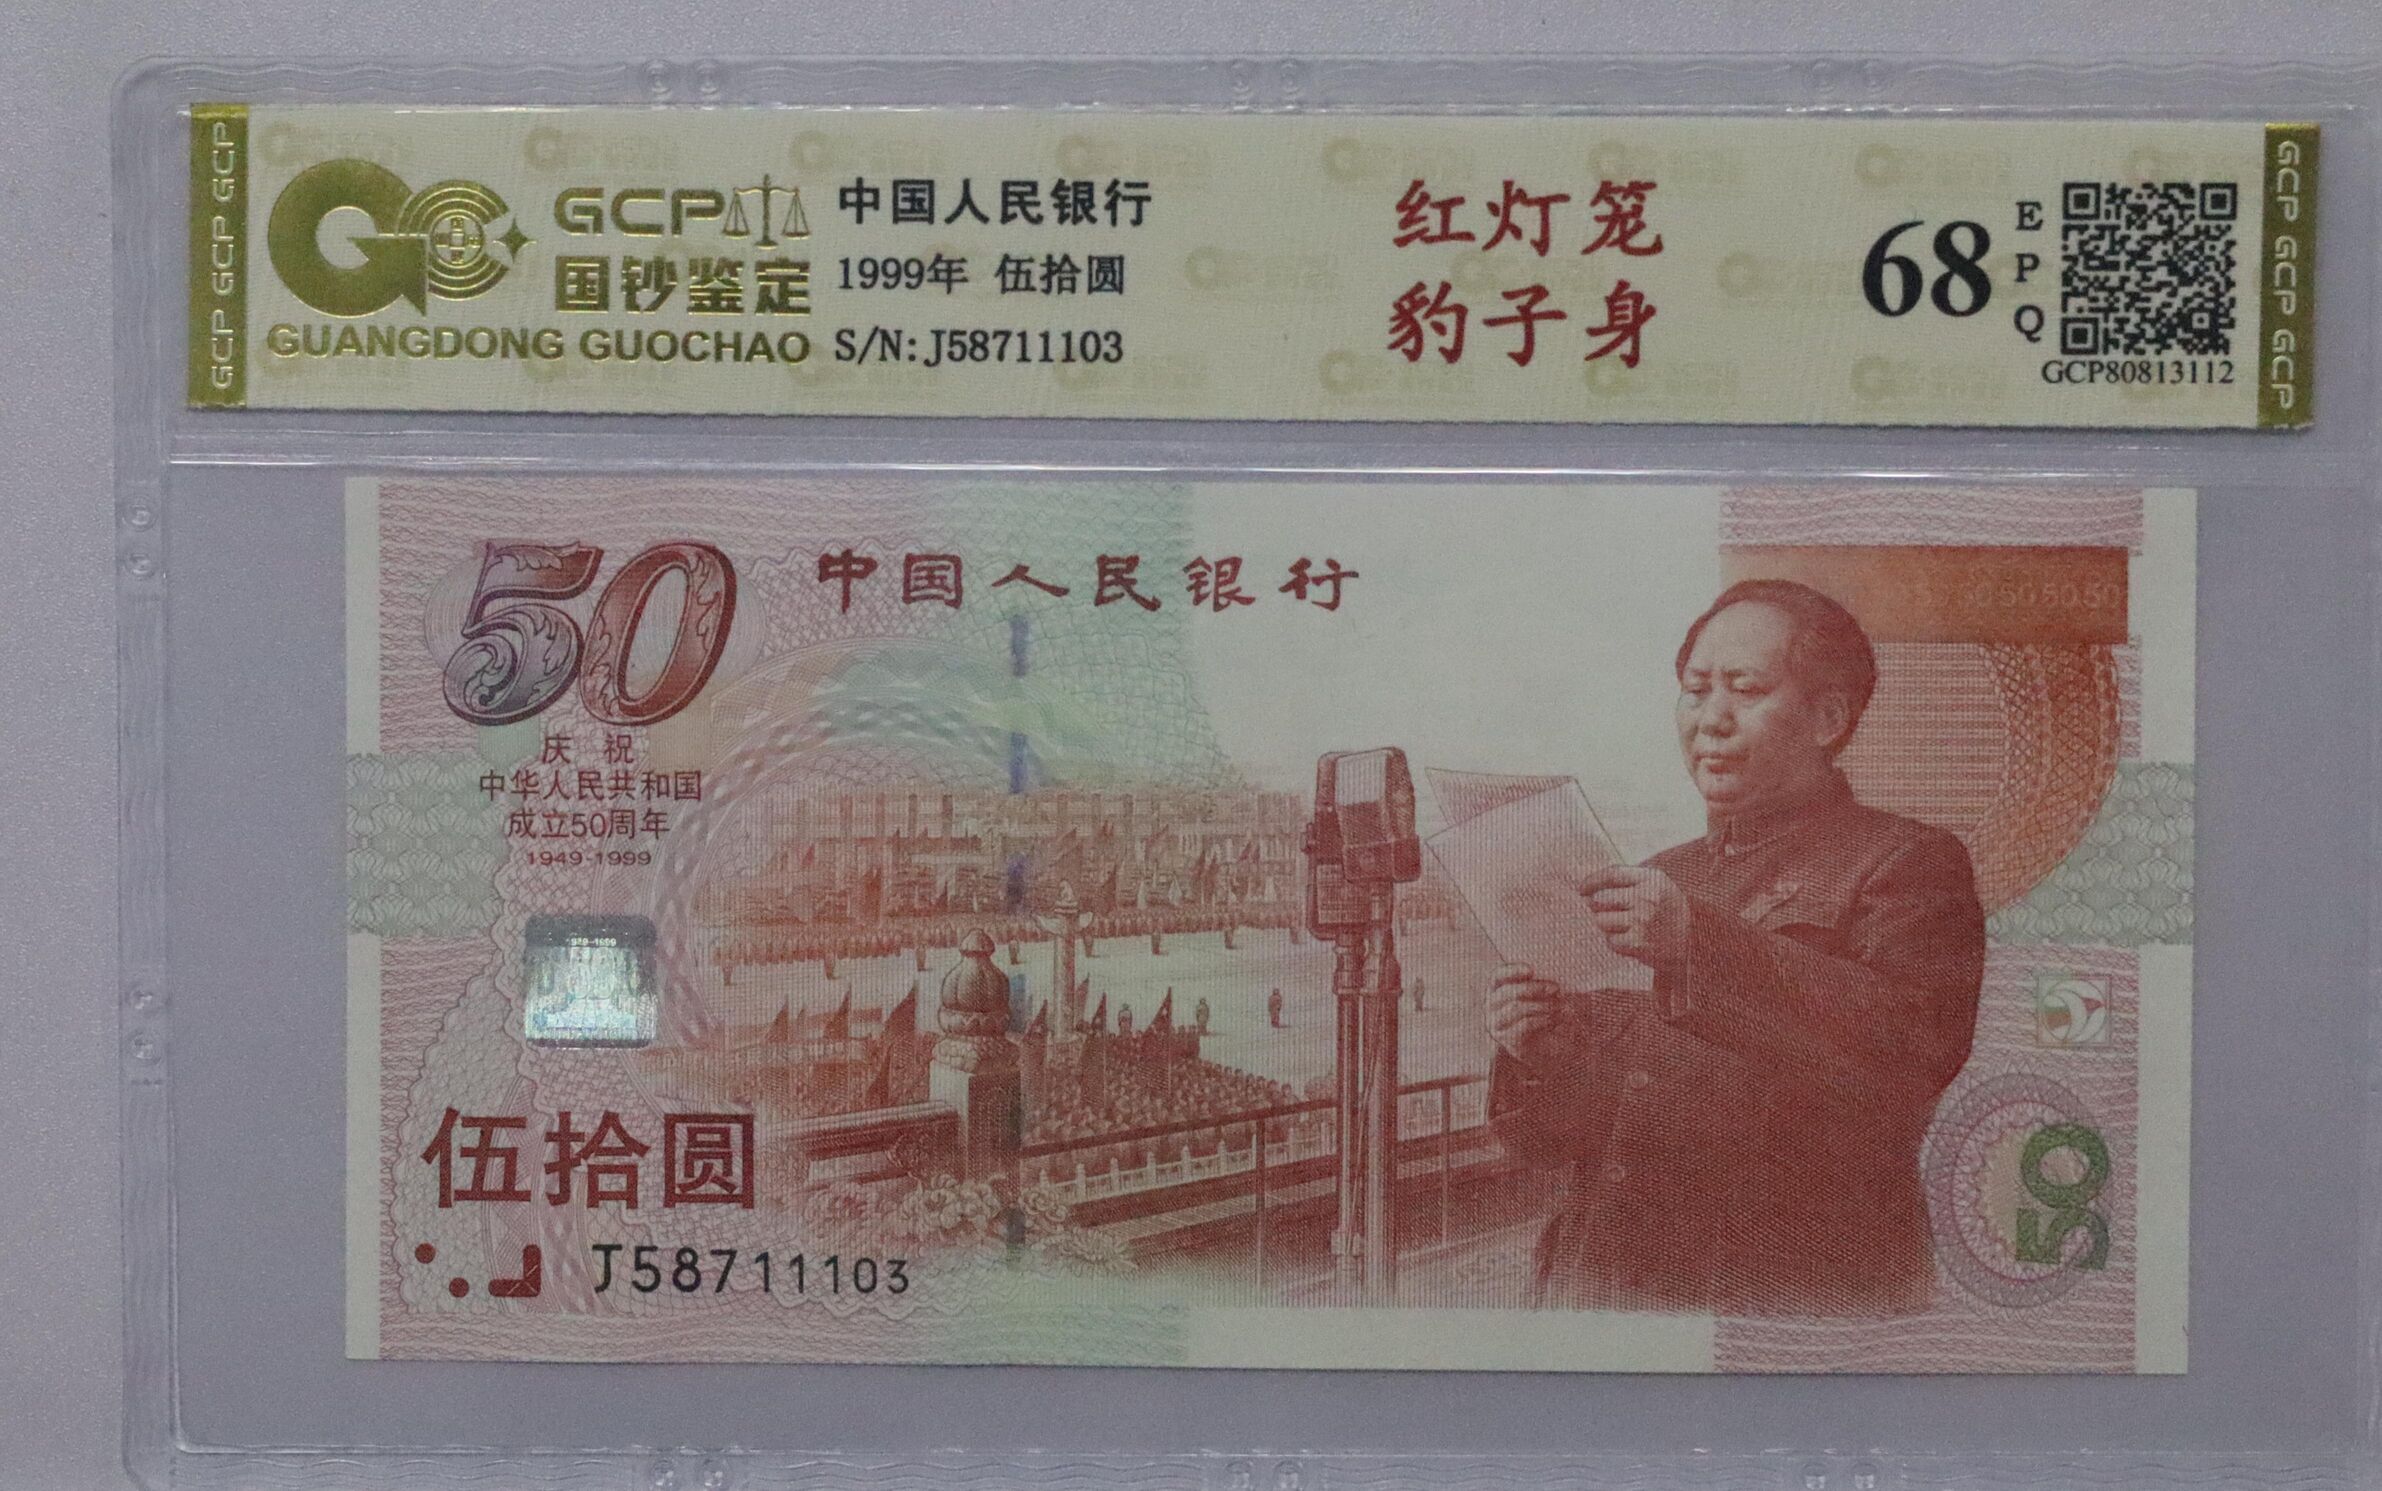 GCP GCP GCP
GCP
国钞鉴定
GUANGDONG GUOCHAO
中国人民银行
1999年 伍拾圆
S/N: J58711103
红灯笼
豹子身
68
E
P
Q
GCP80813112
GCP GCP GCP
50
中国人民银行
庆祝
中华人民共和国
成立50周年
1949-1999
50 50 50
伍拾圆
J58711103
50